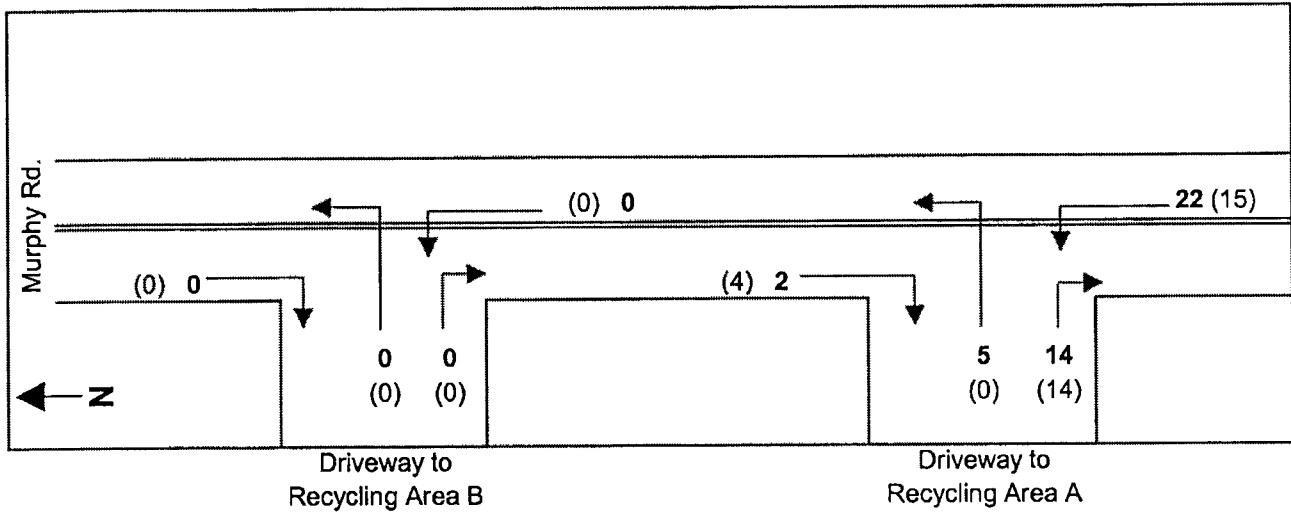 Murphy Rd.
(0) 0
22 (15)
(0) 0
(4) 2
0 0
(0) (0)
5 14
(0) (14)
N
Driveway to
Recycling Area B
Driveway to
Recycling Area A